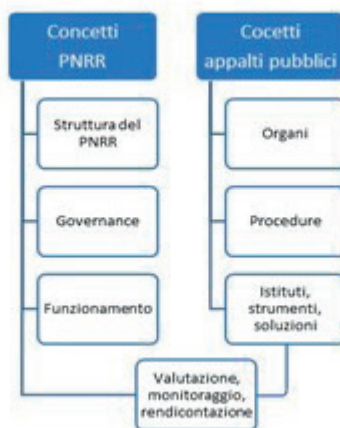 Concetti
PNRR
Struttura del
PNRR
Governance
Funzionamento
Cocetti
appalti pubblici
Organi
Procedure
Istituti,
strumenti,
soluzioni
Valutazione,
monitoraggio,
rendicontazione